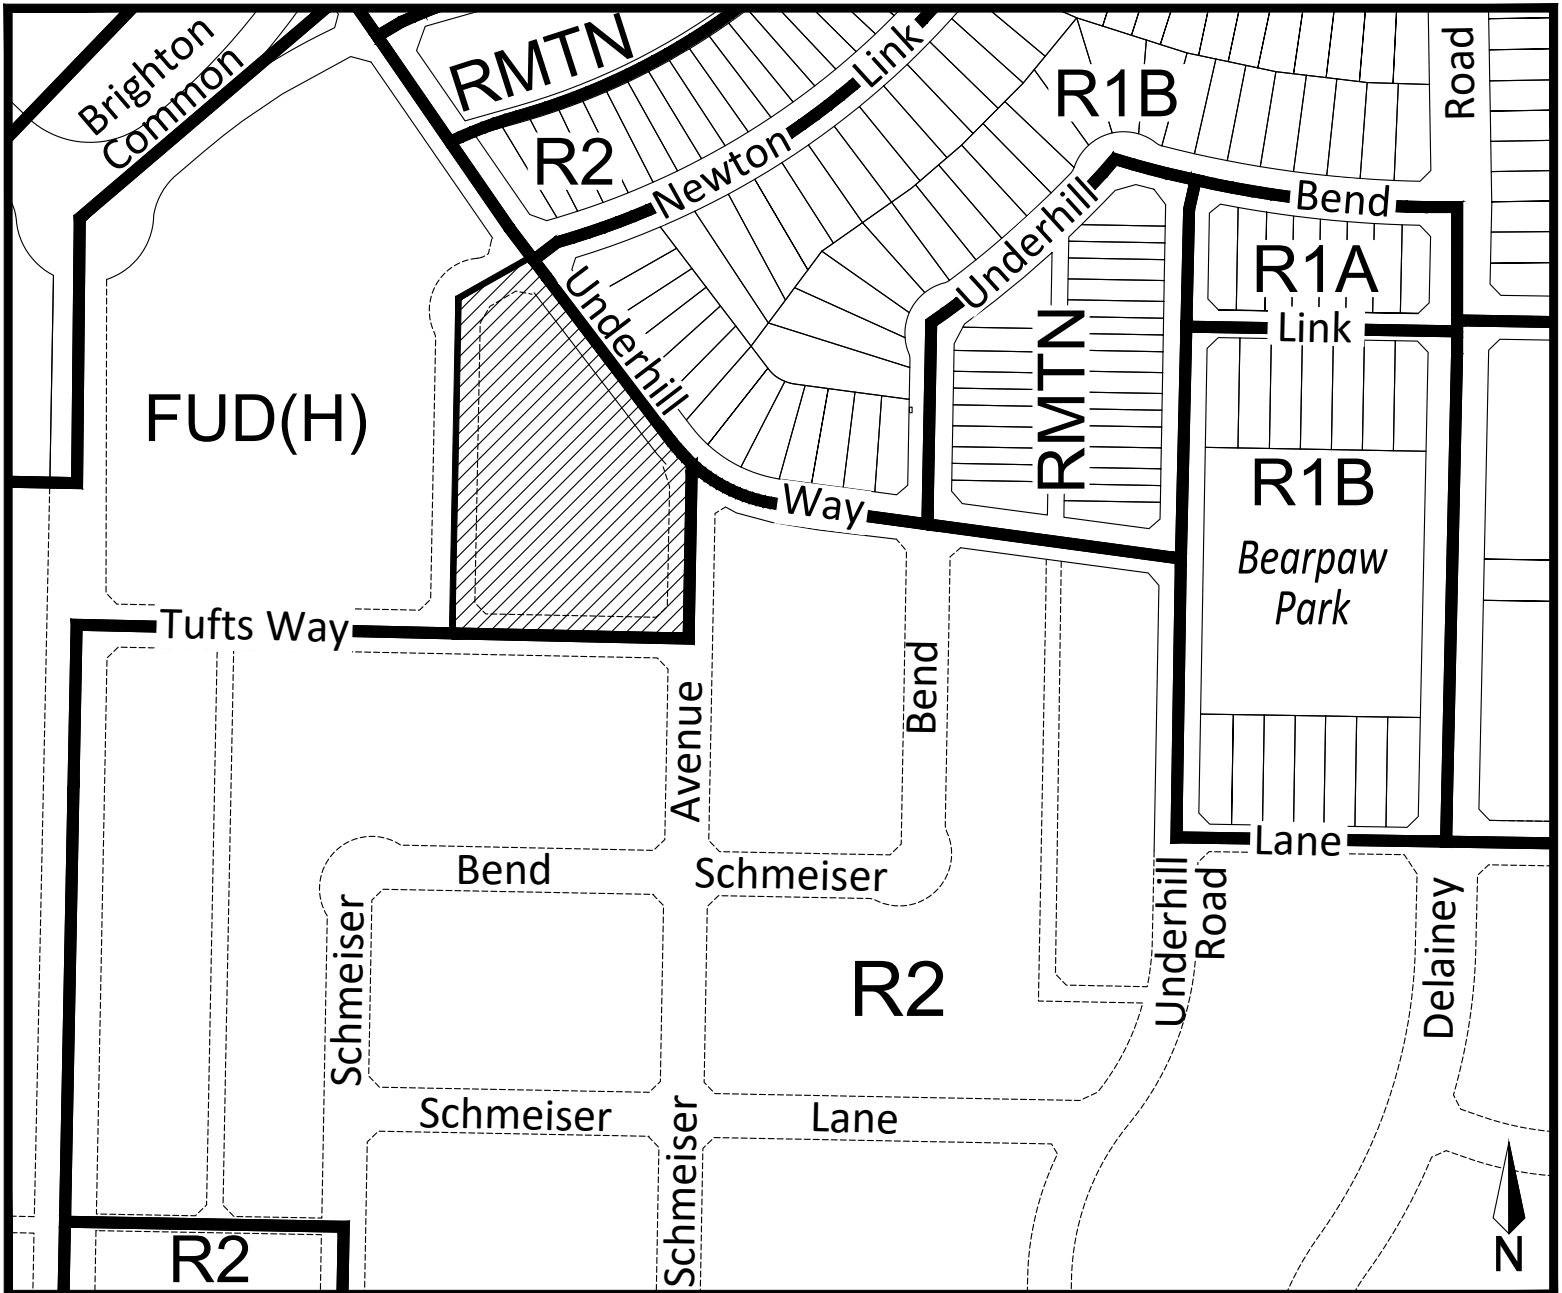 Brighton
Common
RMTN
Link
Newton
R2
R1B
Road
Bend
R1A
Link
Underhill
Underhill
RMTN
FUD(H)
Way
R1B
Bearpaw
Park
Tufts Way
Bend
Avenue
Lane
Bend
Schmeiser
Underhill
Road
Delainey
Schmeiser
R2
Schmeiser
Lane
Schmeiser
R2
N